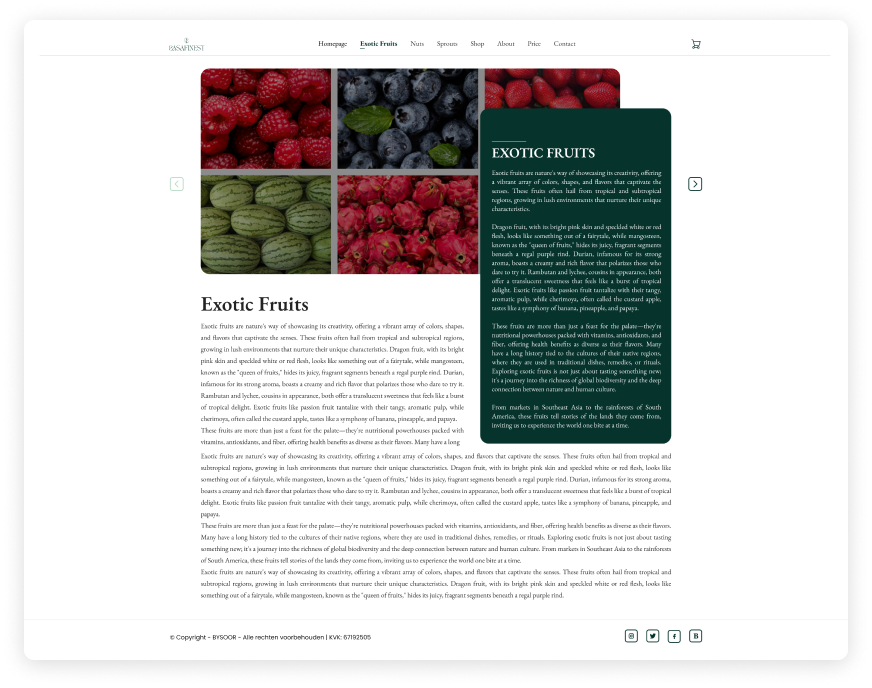 BASAFINEST
Homepage Exotic Fruits Nuts Sprouts Shop About Price Contact
EXOTIC FRUITS
Exotic fruits are nature's way of showcasing its creativity, offering
a vibrant array of colors, shapes, and flavors that captivate the
senses. These fruits often hail from tropical and subtropical
regions, growing in lush environments that nurture their unique
characteristics.
Dragon fruit, with its bright pink skin and speckled white or red
flesh, looks like something out of a fairytale, while mangosteen,
known as the "queen of fruits," hides its juicy, fragrant segments
beneath a regal purple rind. Durian, infamous for its strong
aroma, boasts a creamy and rich flavor that polarizes those who
dare to try it. Rambutan and lychee, cousins in appearance, both
offer a translucent sweetness that feels like a burst of tropical
delight. Exotic fruits like passion fruit tantalize with their tangy,
aromatic pulp, while cherimoya, often called the custard apple,
tastes like a symphony of banana, pineapple, and papaya.
These fruits are more than just a feast for the palate—they're
nutritional powerhouses packed with vitamins, antioxidants, and
fiber, offering health benefits as diverse as their flavors. Many
have a long history tied to the cultures of their native regions,
where they are used in traditional dishes, remedies, or rituals.
Exploring exotic fruits is not just about tasting something new;
it's a journey into the richness of global biodiversity and the deep
connection between nature and human culture.
From markets in Southeast Asia to the rainforests of South
America, these fruits tell stories of the lands they come from,
inviting us to experience the world one bite at a time.
Exotic Fruits
Exotic fruits are nature's way of showcasing its creativity, offering a vibrant array of colors, shapes,
and flavors that captivate the senses. These fruits often hail from tropical and subtropical regions,
growing in lush environments that nurture their unique characteristics. Dragon fruit, with its bright
pink skin and speckled white or red flesh, looks like something out of a fairytale, while mangosteen,
known as the "queen of fruits," hides its juicy, fragrant segments beneath a regal purple rind. Durian,
infamous for its strong aroma, boasts a creamy and rich flavor that polarizes those who dare to try it.
Rambutan and lychee, cousins in appearance, both offer a translucent sweetness that feels like a burst
of tropical delight. Exotic fruits like passion fruit tantalize with their tangy, aromatic pulp, while
cherimoya, often called the custard apple, tastes like a symphony of banana, pineapple, and papaya.
These fruits are more than just a feast for the palate—they're nutritional powerhouses packed with
vitamins, antioxidants, and fiber, offering health benefits as diverse as their flavors. Many have a long
Exotic fruits are nature's way of showcasing its creativity, offering a vibrant array of colors, shapes, and flavors that captivate the senses. These fruits often hail from tropical and
subtropical regions, growing in lush environments that nurture their unique characteristics. Dragon fruit, with its bright pink skin and speckled white or red flesh, looks like
something out of a fairytale, while mangosteen, known as the "queen of fruits," hides its juicy, fragrant segments beneath a regal purple rind. Durian, infamous for its strong aroma,
boasts a creamy and rich flavor that polarizes those who dare to try it. Rambutan and lychee, cousins in appearance, both offer a translucent sweetness that feels like a burst of tropical
delight. Exotic fruits like passion fruit tantalize with their tangy, aromatic pulp, while cherimoya, often called the custard apple, tastes like a symphony of banana, pineapple, and
papaya.
These fruits are more than just a feast for the palate—they're nutritional powerhouses packed with vitamins, antioxidants, and fiber, offering health benefits as diverse as their flavors.
Many have a long history tied to the cultures of their native regions, where they are used in traditional dishes, remedies, or rituals. Exploring exotic fruits is not just about tasting
something new; it's a journey into the richness of global biodiversity and the deep connection between nature and human culture. From markets in Southeast Asia to the rainforests
of South America, these fruits tell stories of the lands they come from, inviting us to experience the world one bite at a time.
Exotic fruits are nature's way of showcasing its creativity, offering a vibrant array of colors, shapes, and flavors that captivate the senses. These fruits often hail from tropical and
subtropical regions, growing in lush environments that nurture their unique characteristics. Dragon fruit, with its bright pink skin and speckled white or red flesh, looks like
something out of a fairytale, while mangosteen, known as the "queen of fruits," hides its juicy, fragrant segments beneath a regal purple rind.
© Copyright - BYSOOR - Alle rechten voorbehouden | KVK: 67192505